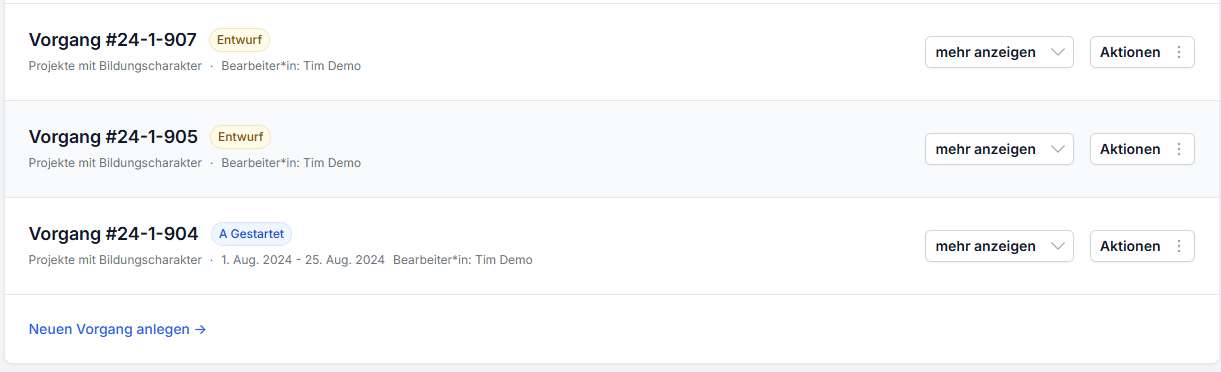 Vorgang #24-1-907 Entwurf mehr anzeigen Aktionen
Projekte mit Bildungscharakter · Bearbeiter*in: Tim Demo
Vorgang #24-1-905 Entwurf mehr anzeigen Aktionen
Projekte mit Bildungscharakter · Bearbeiter*in: Tim Demo
Vorgang #24-1-904 A Gestartet mehr anzeigen Aktionen
Projekte mit Bildungscharakter · 1. Aug. 2024 - 25. Aug. 2024 Bearbeiter*in: Tim Demo
Neuen Vorgang anlegen →